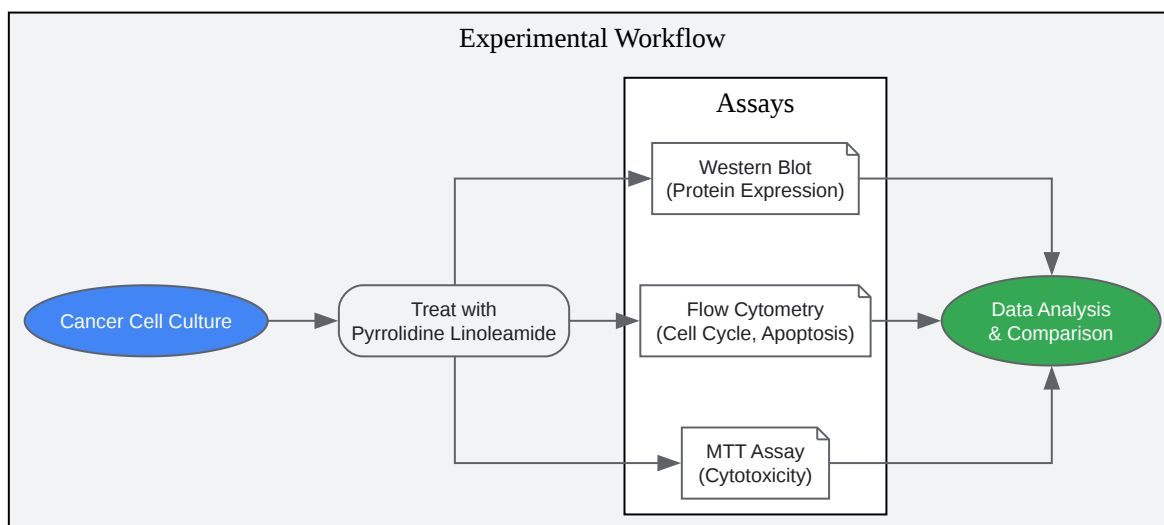 Experimental Workflow
Assays
Western Blot
(Protein Expression)
Cancer Cell Culture
Treat with
Pyrrolidine Linoleamide
Flow Cytometry
(Cell Cycle, Apoptosis)
Data Analysis
& Comparison
MTT Assay
(Cytotoxicity)